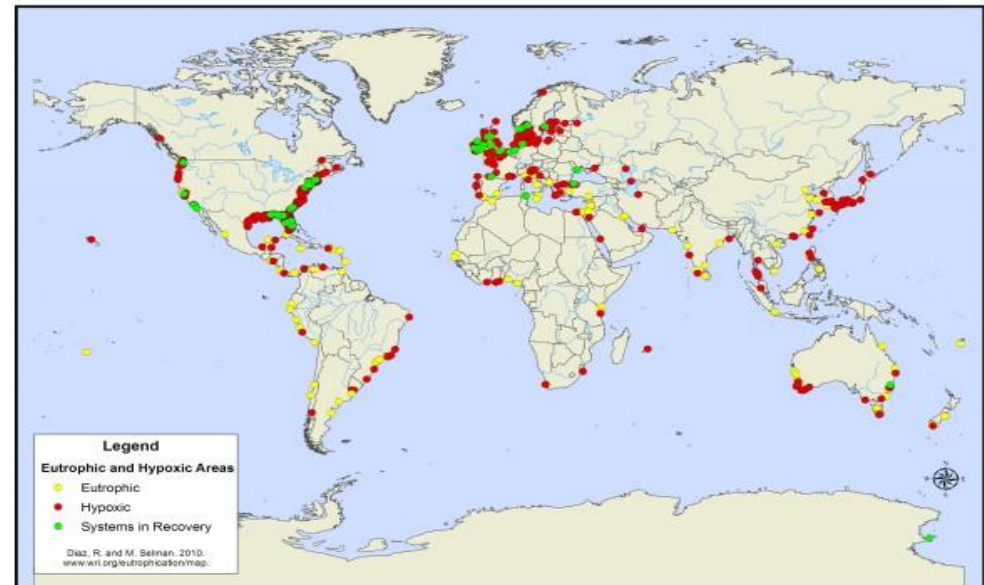 Legend
Eutrophic and Hypoxic Areas
Eutrophic
Hypoxic
Systems in Recovery
Diaz, R. and M. Selman. 2010.
www.wri.org/eutrophication/map.